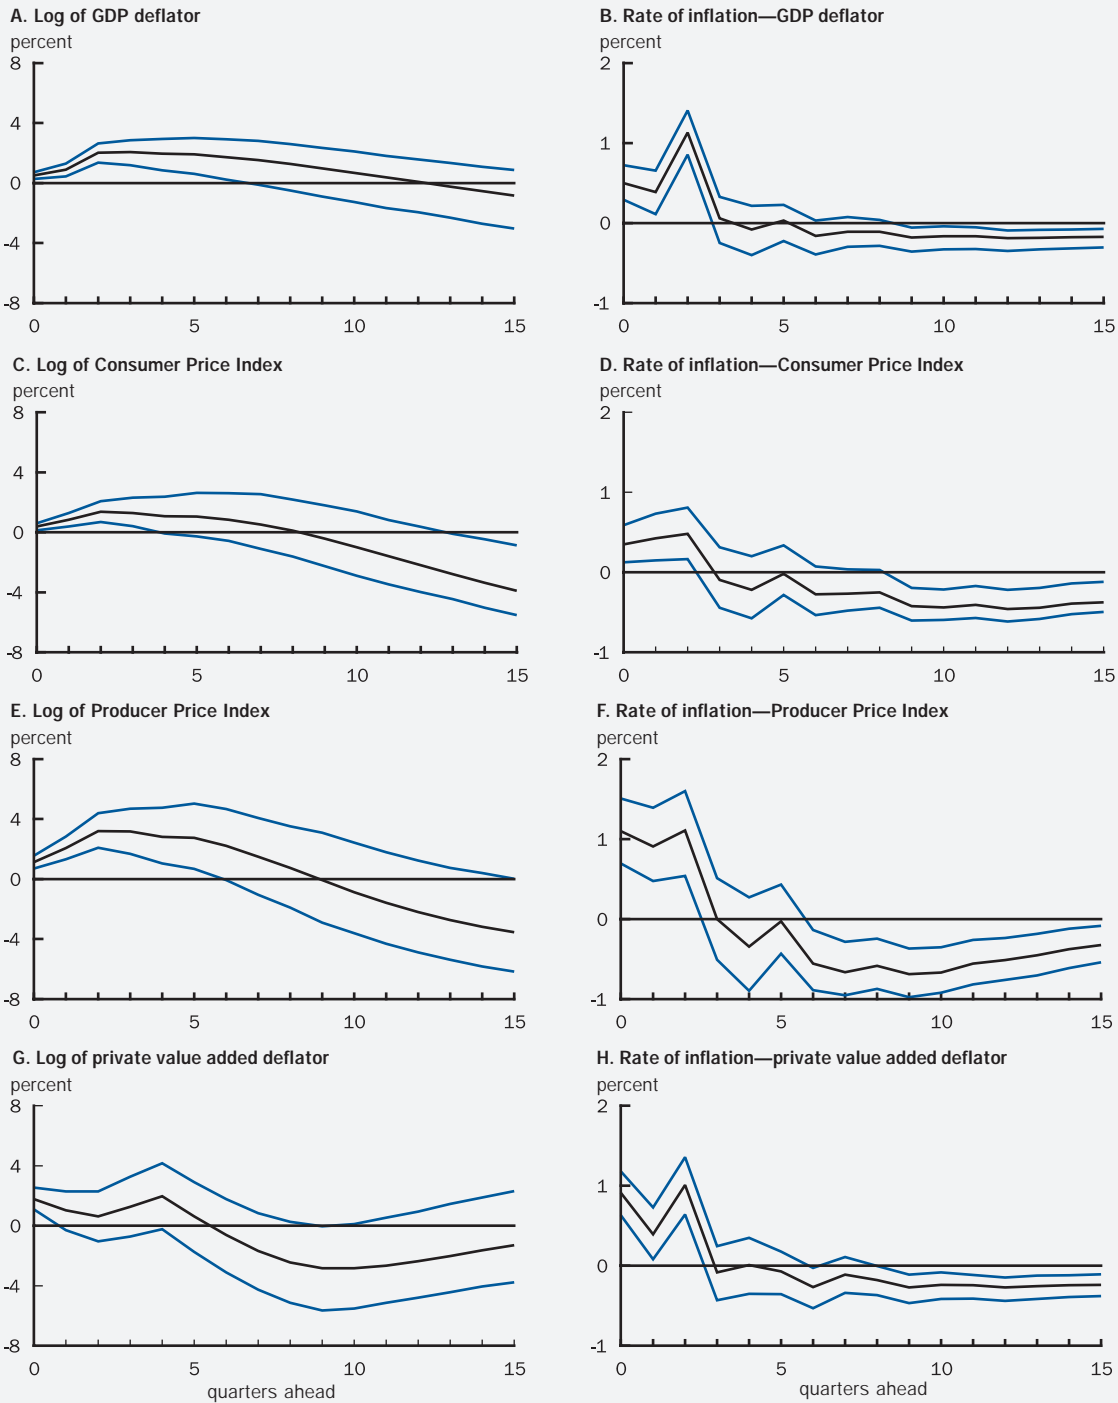 A. Log of GDP deflator
percent
8
4
0
-4
-8
0 5 10 15
B. Rate of inflation—GDP deflator
percent
2
1
0
-1
0 5 10 15
C. Log of Consumer Price Index
percent
8
4
0
-4
-8
0 5 10 15
D. Rate of inflation—Consumer Price Index
percent
2
1
0
-1
0 5 10 15
E. Log of Producer Price Index
percent
8
4
0
-4
-8
0 5 10 15
F. Rate of inflation—Producer Price Index
percent
2
1
0
-1
0 5 10 15
G. Log of private value added deflator
percent
8
4
0
-4
-8
0 5 10 15
quarters ahead
H. Rate of inflation—private value added deflator
percent
2
1
0
-1
0 5 10 15
quarters ahead